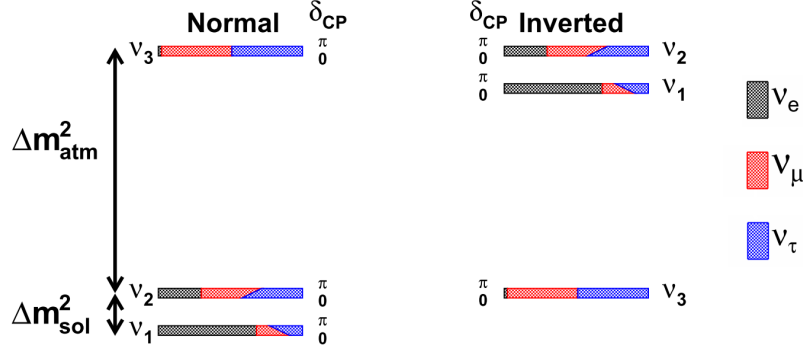 Normal δCP Inverted
ν3 π 0
π 0 ν2
π 0 ν1
Δm²atm
ν2 π 0
Δm²sol
ν1 π 0
π 0 ν3
νe
νμ
ντ